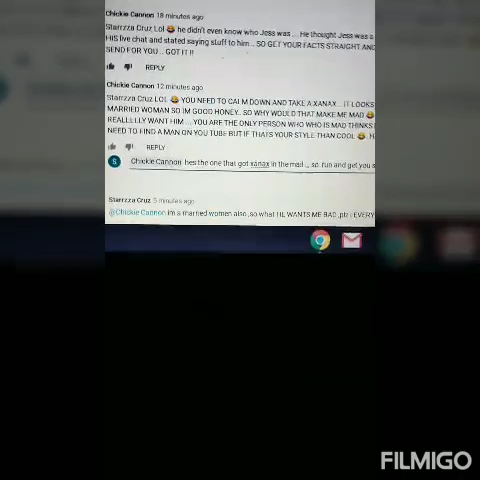 Chickie Cannon 18 minutes ago
Starrzza Cruz Lol 😂 he didn't even know who Jess was ... He thought Jess was a
HIS live chat and stated saying stuff to him .. SO GET YOUR FACTS STRAIGHT AND
SEND FOR YOU .. GOT IT !!
REPLY
Chickie Cannon 12 minutes ago
Starrzza Cruz LOL 😂 YOU NEED TO CALM DOWN AND TAKE A XANAX... IT LOOKS
MARRIED WOMAN SO IM GOOD HONEY.. SO WHY WOULD THAT MAKE ME MAD 😂
REALLLLLY WANT HIM ... YOU ARE THE ONLY PERSON WHO WHO IS MAD THINKS
NEED TO FIND A MAN ON YOU TUBE BUT IF THATS YOUR STYLE THAN COOL 😂. H
REPLY
S
Chickie Cannon hes the one that got xanax in the mail ,, so run and get you s
Starrzza Cruz 5 minutes ago
@Chickie Cannon im a married women also ,so what HE WANTS ME BAD ,plz i EVERY
FILMIGO